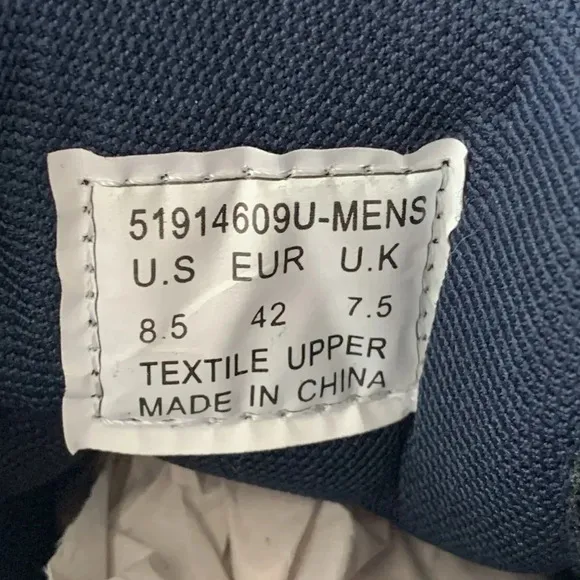 51914609U-MENS
U.S EUR U.K
8.5 42 7.5
TEXTILE UPPER
MADE IN CHINA